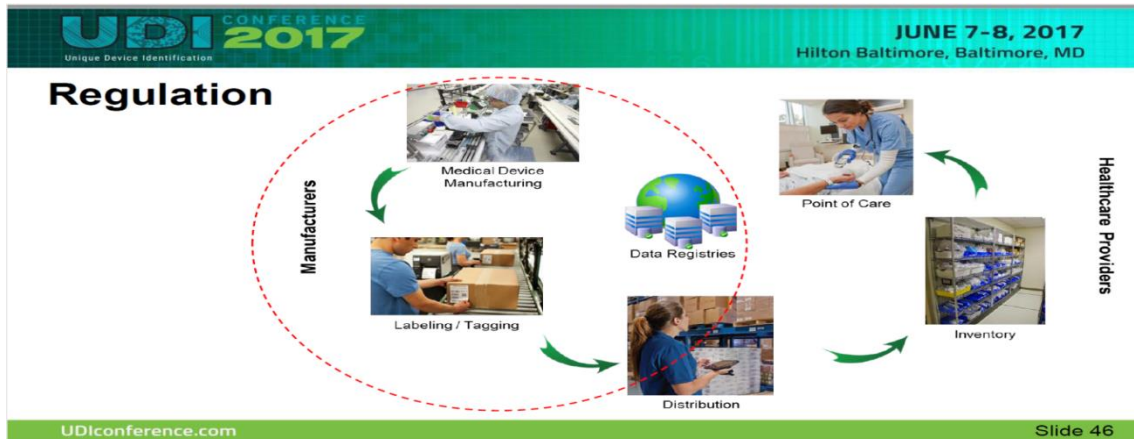 UDI CONFERENCE 2017
Unique Device Identification
JUNE 7-8, 2017
Hilton Baltimore, Baltimore, MD
Regulation
Manufacturers
Medical Device
Manufacturing
Labeling / Tagging
Data Registries
Distribution
Point of Care
Inventory
Healthcare Providers
UDIconference.com
Slide 46